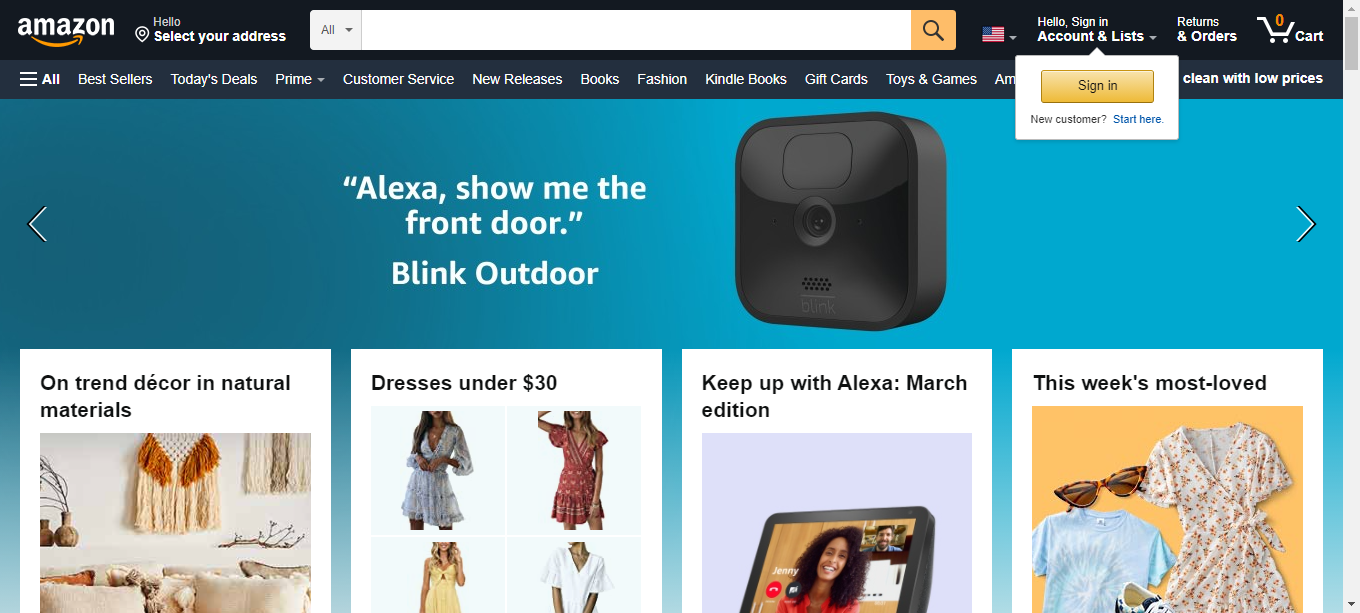 amazon
Hello
Select your address
All
Hello, Sign in
Account & Lists
Returns
& Orders
0
Cart
All
Best Sellers
Today's Deals
Prime
Customer Service
New Releases
Books
Fashion
Kindle Books
Gift Cards
Toys & Games
Am
clean with low prices
Sign in
New customer? Start here.
“Alexa, show me the
front door.”
Blink Outdoor
blink
On trend décor in natural
materials
Dresses under $30
Keep up with Alexa: March
edition
This week's most-loved
Jenny